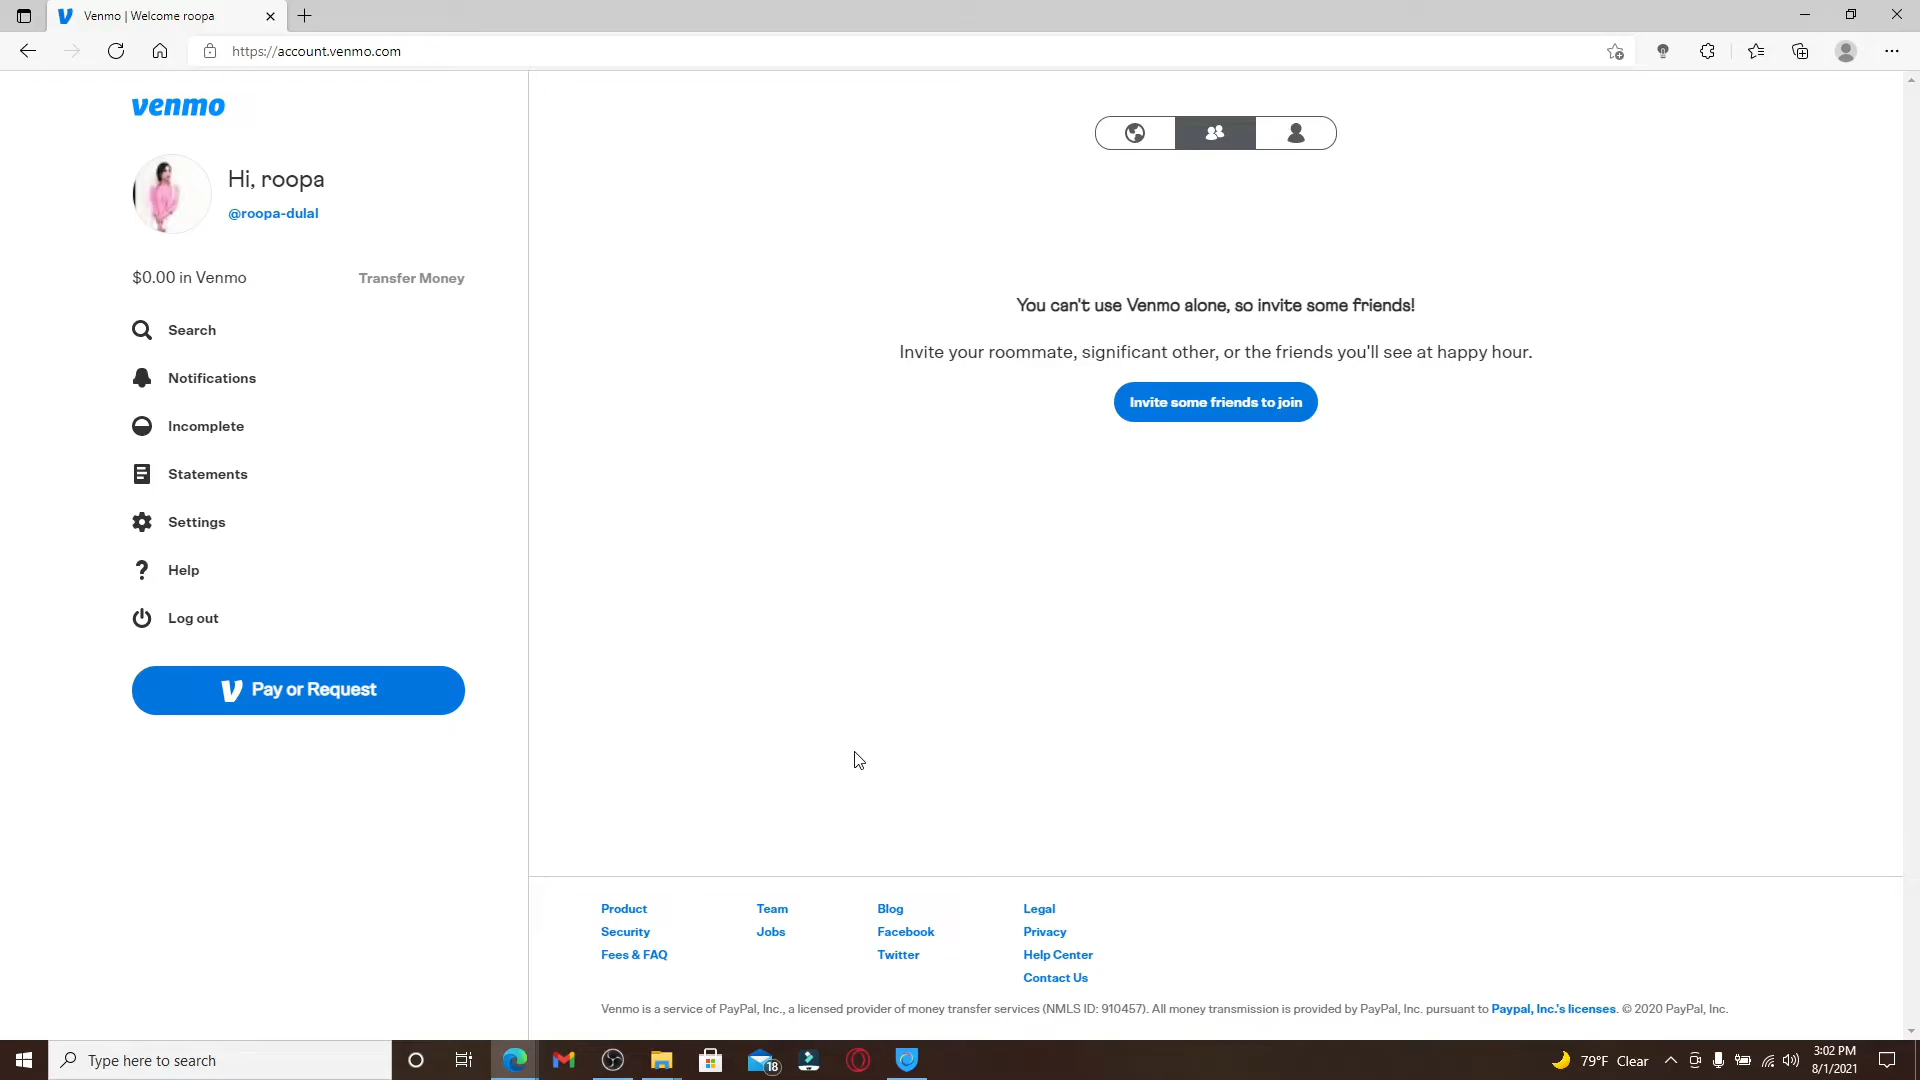 Venmo | Welcome roopa
https://account.venmo.com
venmo
Hi, roopa
@roopa-dulal
$0.00 in Venmo
Transfer Money
Search
Notifications
Incomplete
Statements
Settings
Help
Log out
Pay or Request
You can't use Venmo alone, so invite some friends!
Invite your roommate, significant other, or the friends you'll see at happy hour.
Invite some friends to join
Product
Team
Blog
Legal
Security
Jobs
Facebook
Privacy
Fees & FAQ
Twitter
Help Center
Contact Us
Venmo is a service of PayPal, Inc., a licensed provider of money transfer services (NMLS ID: 910457). All money transmission is provided by PayPal, Inc. pursuant to Paypal, Inc.'s licenses. © 2020 PayPal, Inc.
Type here to search
18
79°F Clear
3:02 PM
8/1/2021